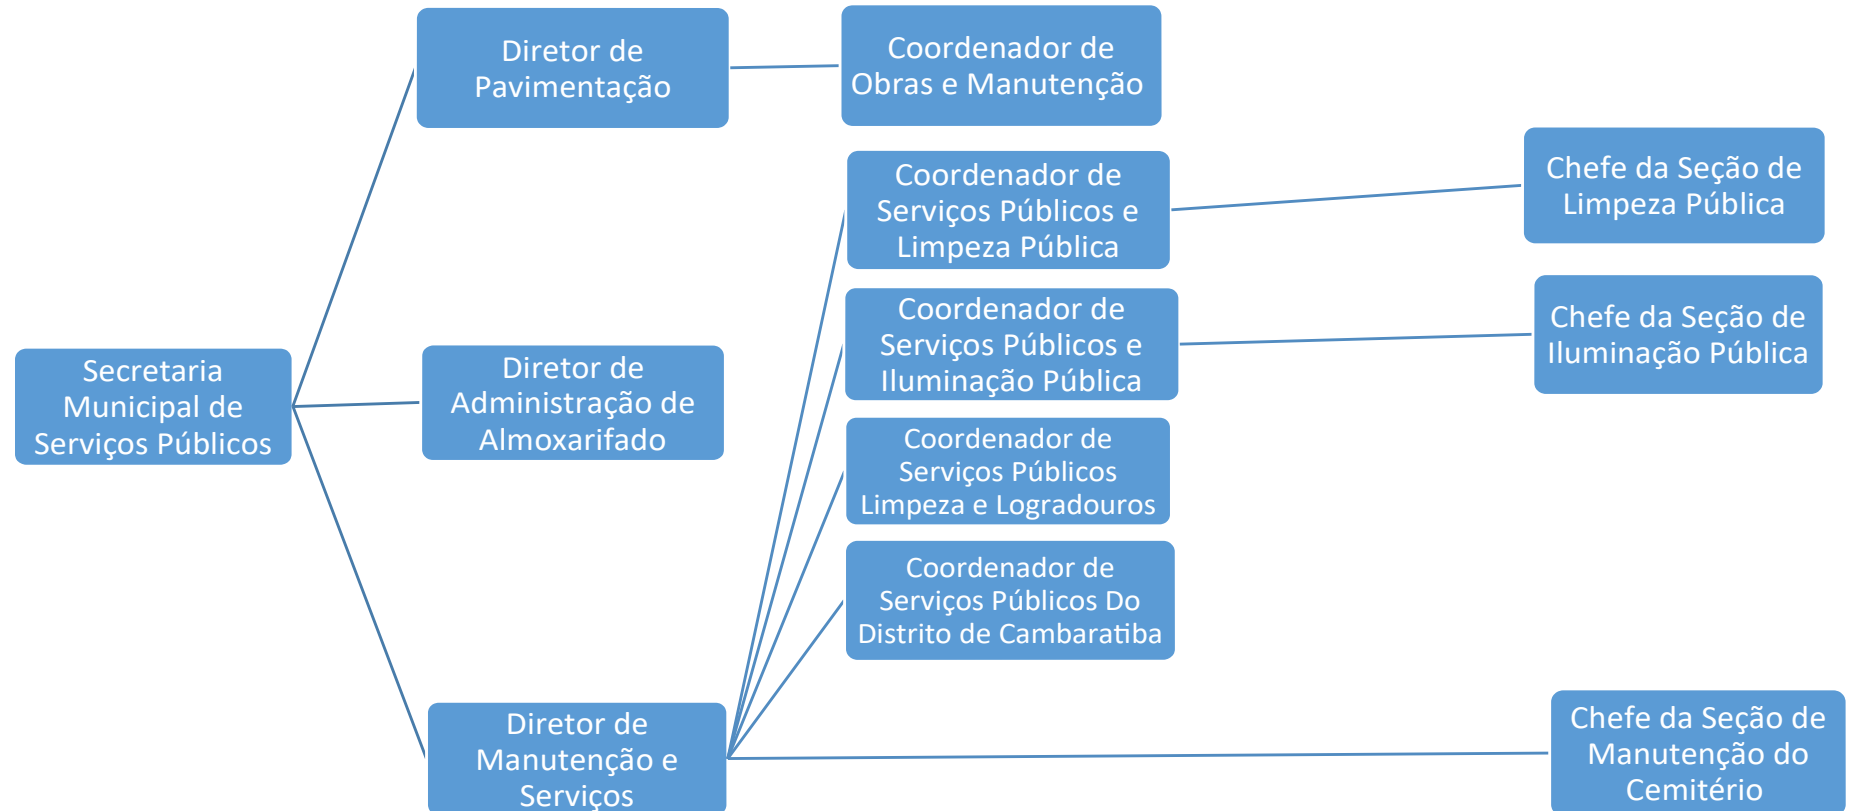 Diretor de
Pavimentação
Coordenador de
Obras e Manutenção
Coordenador de
Serviços Públicos e
Limpeza Pública
Chefe da Seção de
Limpeza Pública
Coordenador de
Serviços Públicos e
Iluminação Pública
Chefe da Seção de
Iluminação Pública
Secretaria
Municipal de
Serviços Públicos
Diretor de
Administração de
Almoxarifado
Coordenador de
Serviços Públicos
Limpeza e Logradouros
Coordenador de
Serviços Públicos Do
Distrito de Cambaratiba
Diretor de
Manutenção e
Serviços
Chefe da Seção de
Manutenção do
Cemitério